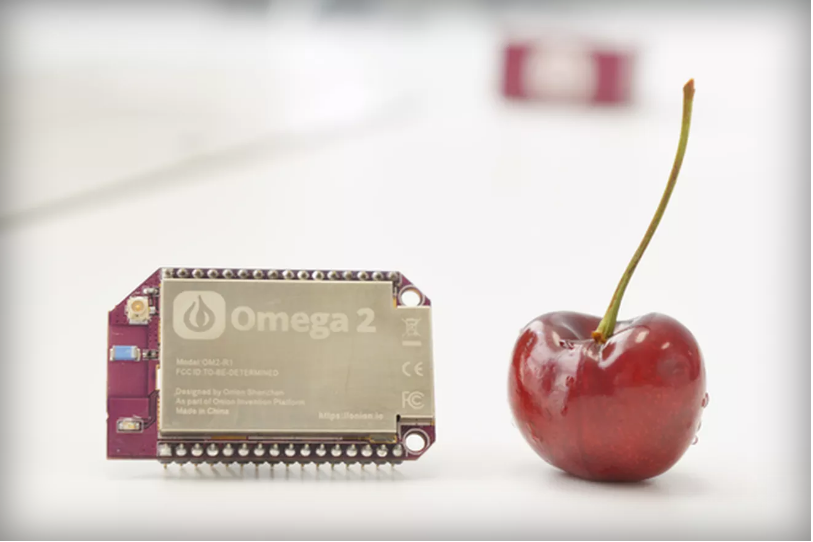 Omega 2
Model: OM2-R1
FCC ID:TO-BE-DETERMINED
Designed by Onion Shenzhen
As part of Onion Invention Platform
Made in China
https://onion.io
CE
FC